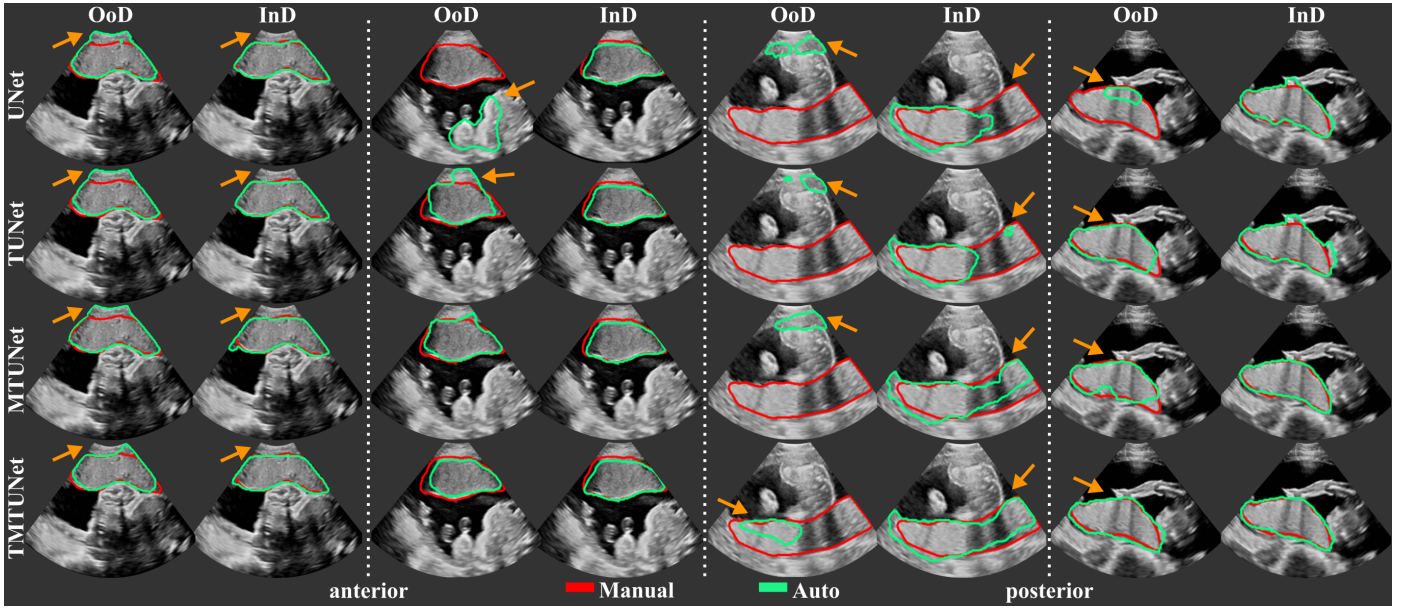 OoD InD OoD InD OoD InD OoD InD
UNet
TUNet
MTUNet
TMTUNet
anterior Manual Auto posterior